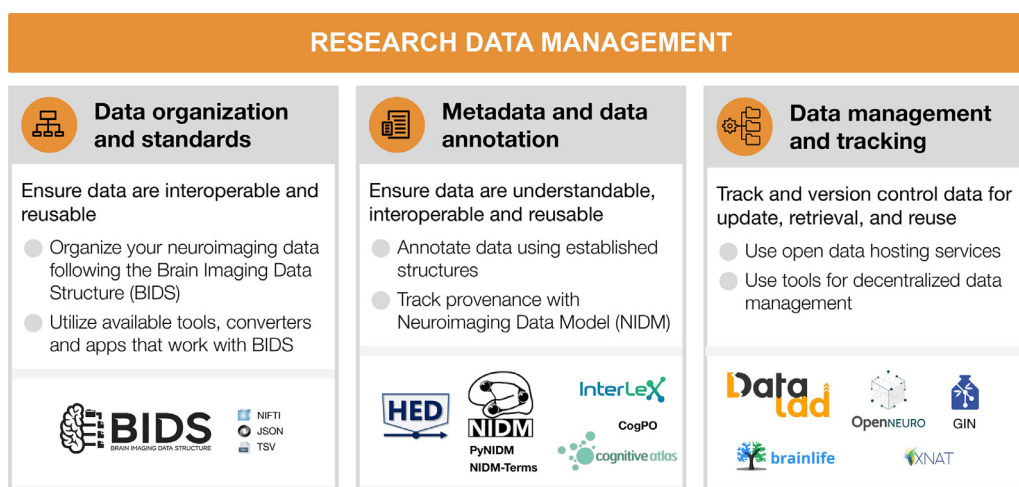 RESEARCH DATA MANAGEMENT
Data organization
and standards
Ensure data are interoperable and
reusable
Organize your neuroimaging data
following the Brain Imaging Data
Structure (BIDS)
Utilize available tools, converters
and apps that work with BIDS
BIDS
BRAIN IMAGING DATA STRUCTURE
NIFTI
JSON
TSV
Metadata and data
annotation
Ensure data are understandable,
interoperable and reusable
Annotate data using established
structures
Track provenance with
Neuroimaging Data Model (NIDM)
HED
NIDM
PyNIDM
NIDM-Terms
InterLeX
CogPO
cognitive atlas
Data management
and tracking
Track and version control data for
update, retrieval, and reuse
Use open data hosting services
Use tools for decentralized data
management
Data
lad
OpenNEURO
GIN
brainlife
XNAT